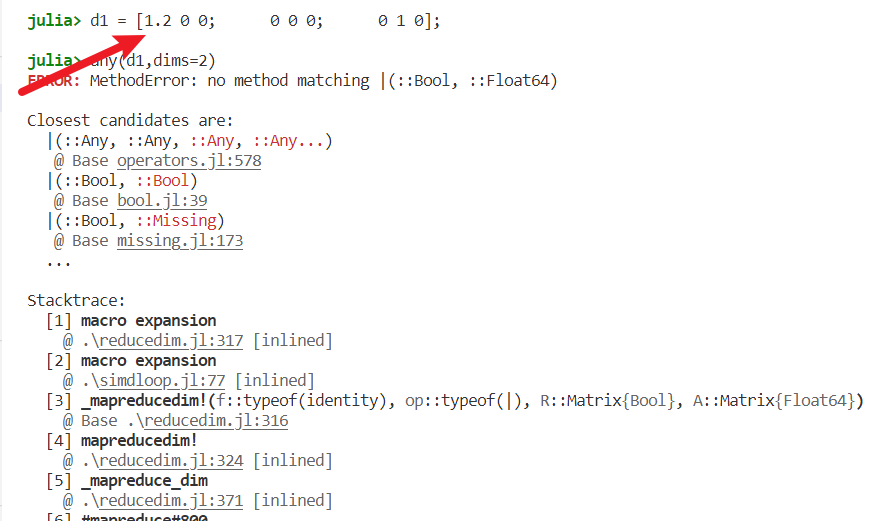 julia> d1 = [1.2 0 0;      0 0 0;      0 1 0];
julia> any(d1,dims=2)
ERROR: MethodError: no method matching |(::Bool, ::Float64)
Closest candidates are:
  |(::Any, ::Any, ::Any, ::Any...)
   @ Base operators.jl:578
  |(::Bool, ::Bool)
   @ Base bool.jl:39
  |(::Bool, ::Missing)
   @ Base missing.jl:173
  ...
Stacktrace:
  [1] macro expansion
    @ .\reducedim.jl:317 [inlined]
  [2] macro expansion
    @ .\simdloop.jl:77 [inlined]
  [3] _mapreducedim!(f::typeof(identity), op::typeof(|), R::Matrix{Bool}, A::Matrix{Float64})
    @ Base .\reducedim.jl:316
  [4] mapreducedim!
    @ .\reducedim.jl:324 [inlined]
  [5] _mapreduce_dim
    @ .\reducedim.jl:371 [inlined]
  [6] #mapreduce#800